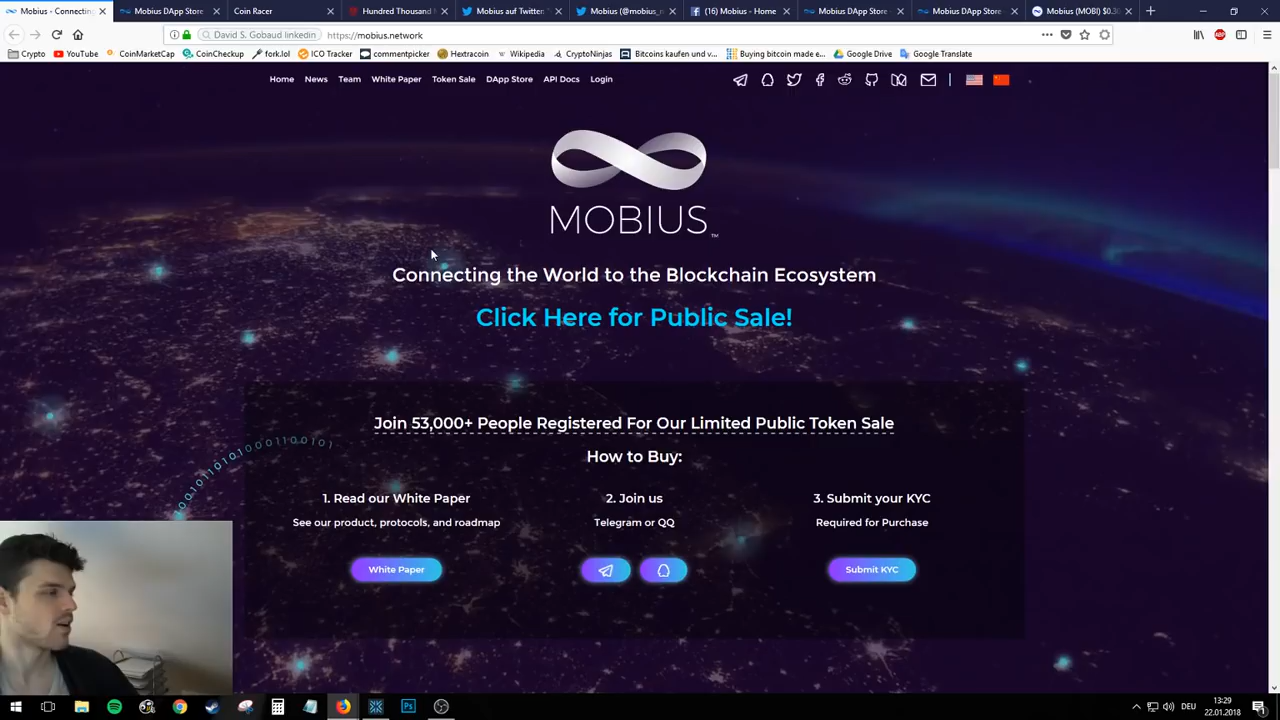 Mobius - Connecting
Mobius DApp Store
Coin Racer
Hundred Thousand
Mobius auf Twitter
Mobius (@mobius_n
(16) Mobius - Home
Mobius DApp Store
Mobius DApp Store
Mobius (MOBI) $0.3
David S. Gobaud linkedin
https://mobius.network
Crypto
YouTube
CoinMarketCap
CoinCheckup
fork.lol
ICO Tracker
commentpicker
Hextracoin
Wikipedia
CryptoNinjas
Bitcoins kaufen und v...
Buying bitcoin made e...
Google Drive
Google Translate
Home News Team White Paper Token Sale DApp Store API Docs Login
MOBIUS™
Connecting the World to the Blockchain Ecosystem
Click Here for Public Sale!
Join 53,000+ People Registered For Our Limited Public Token Sale
How to Buy:
1. Read our White Paper
2. Join us
3. Submit your KYC
See our product, protocols, and roadmap
Telegram or QQ
Required for Purchase
White Paper
Submit KYC
DEU
13:29
22.01.2018